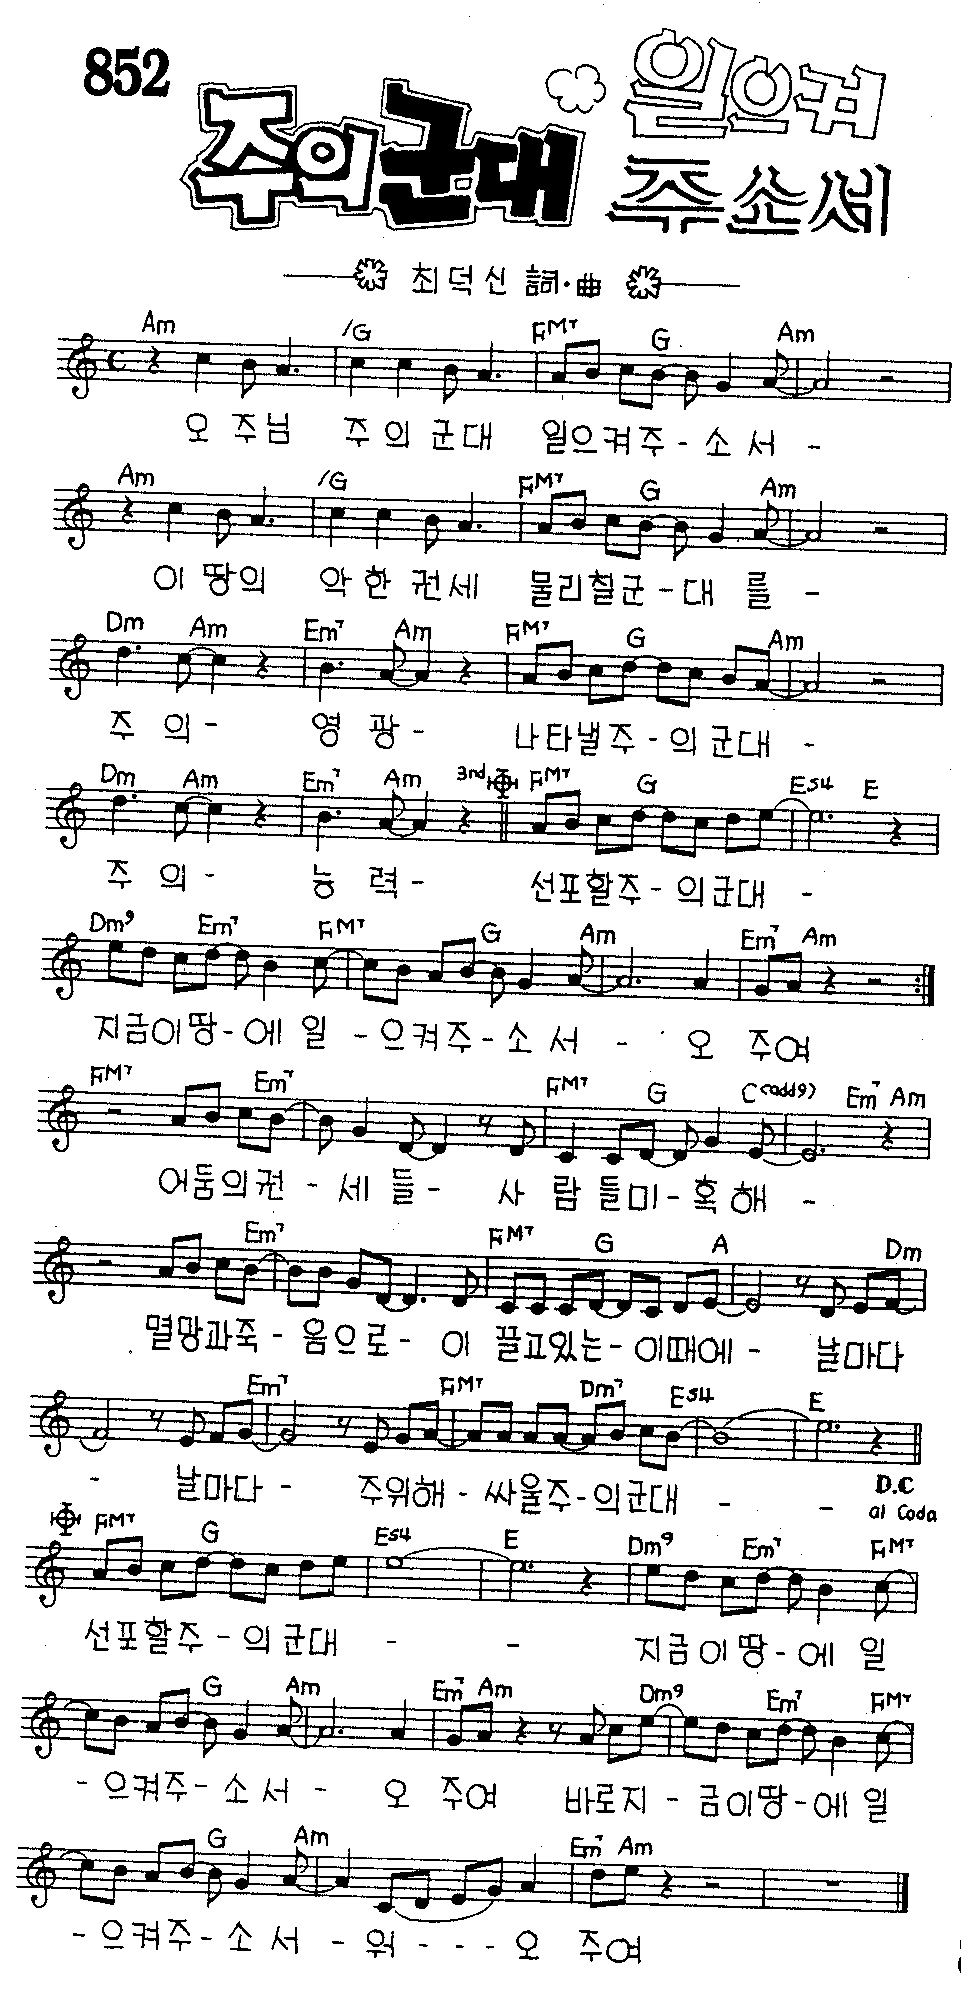 852
주의 군대 일으켜
주소세
최덕신 詞·曲
Am /G FM7 G Am
오 주님 주의 군대 일으켜주-소 서 -
Am /G FM7 G Am
이 땅의 악한 권세 물리칠군-대 를 -
Dm Am Em7 Am FM7 G Am
주 의- 영 광- 나타낼주-의군대 -
Dm Am Em7 Am 3rd FM7 G Esu4 E
주 의- 능 력- 선포할주-의군대 -
Dm9 Em7 FM7 G Am Em7 Am
지금이땅-에 일 -으켜주-소 서 - 오 주여
FM7 Em7 FM7 G C(add9) Em7 Am
어둠의권 - 세 들- 사 람 들미-혹해 -
Em7 FM7 G A Dm
멸망과죽 - 음으로- 이 끌고있는-이때에- 날마다
Em7 FM7 Dm7 Esu4 E
- 날마다 - 주위해-싸울주-의군대 - -
D.C
al Coda
FM7 G Esu4 E Dm9 Em7 FM7
선포할주-의군대 - - 지금이땅-에 일
G Am Em7 Am Dm9 Em7 FM7
-으켜주-소 서 - 오 주여 바로지 - 금이땅-에 일
G Am Em7 Am
-으켜주-소 서 -워 - - - 오 주여